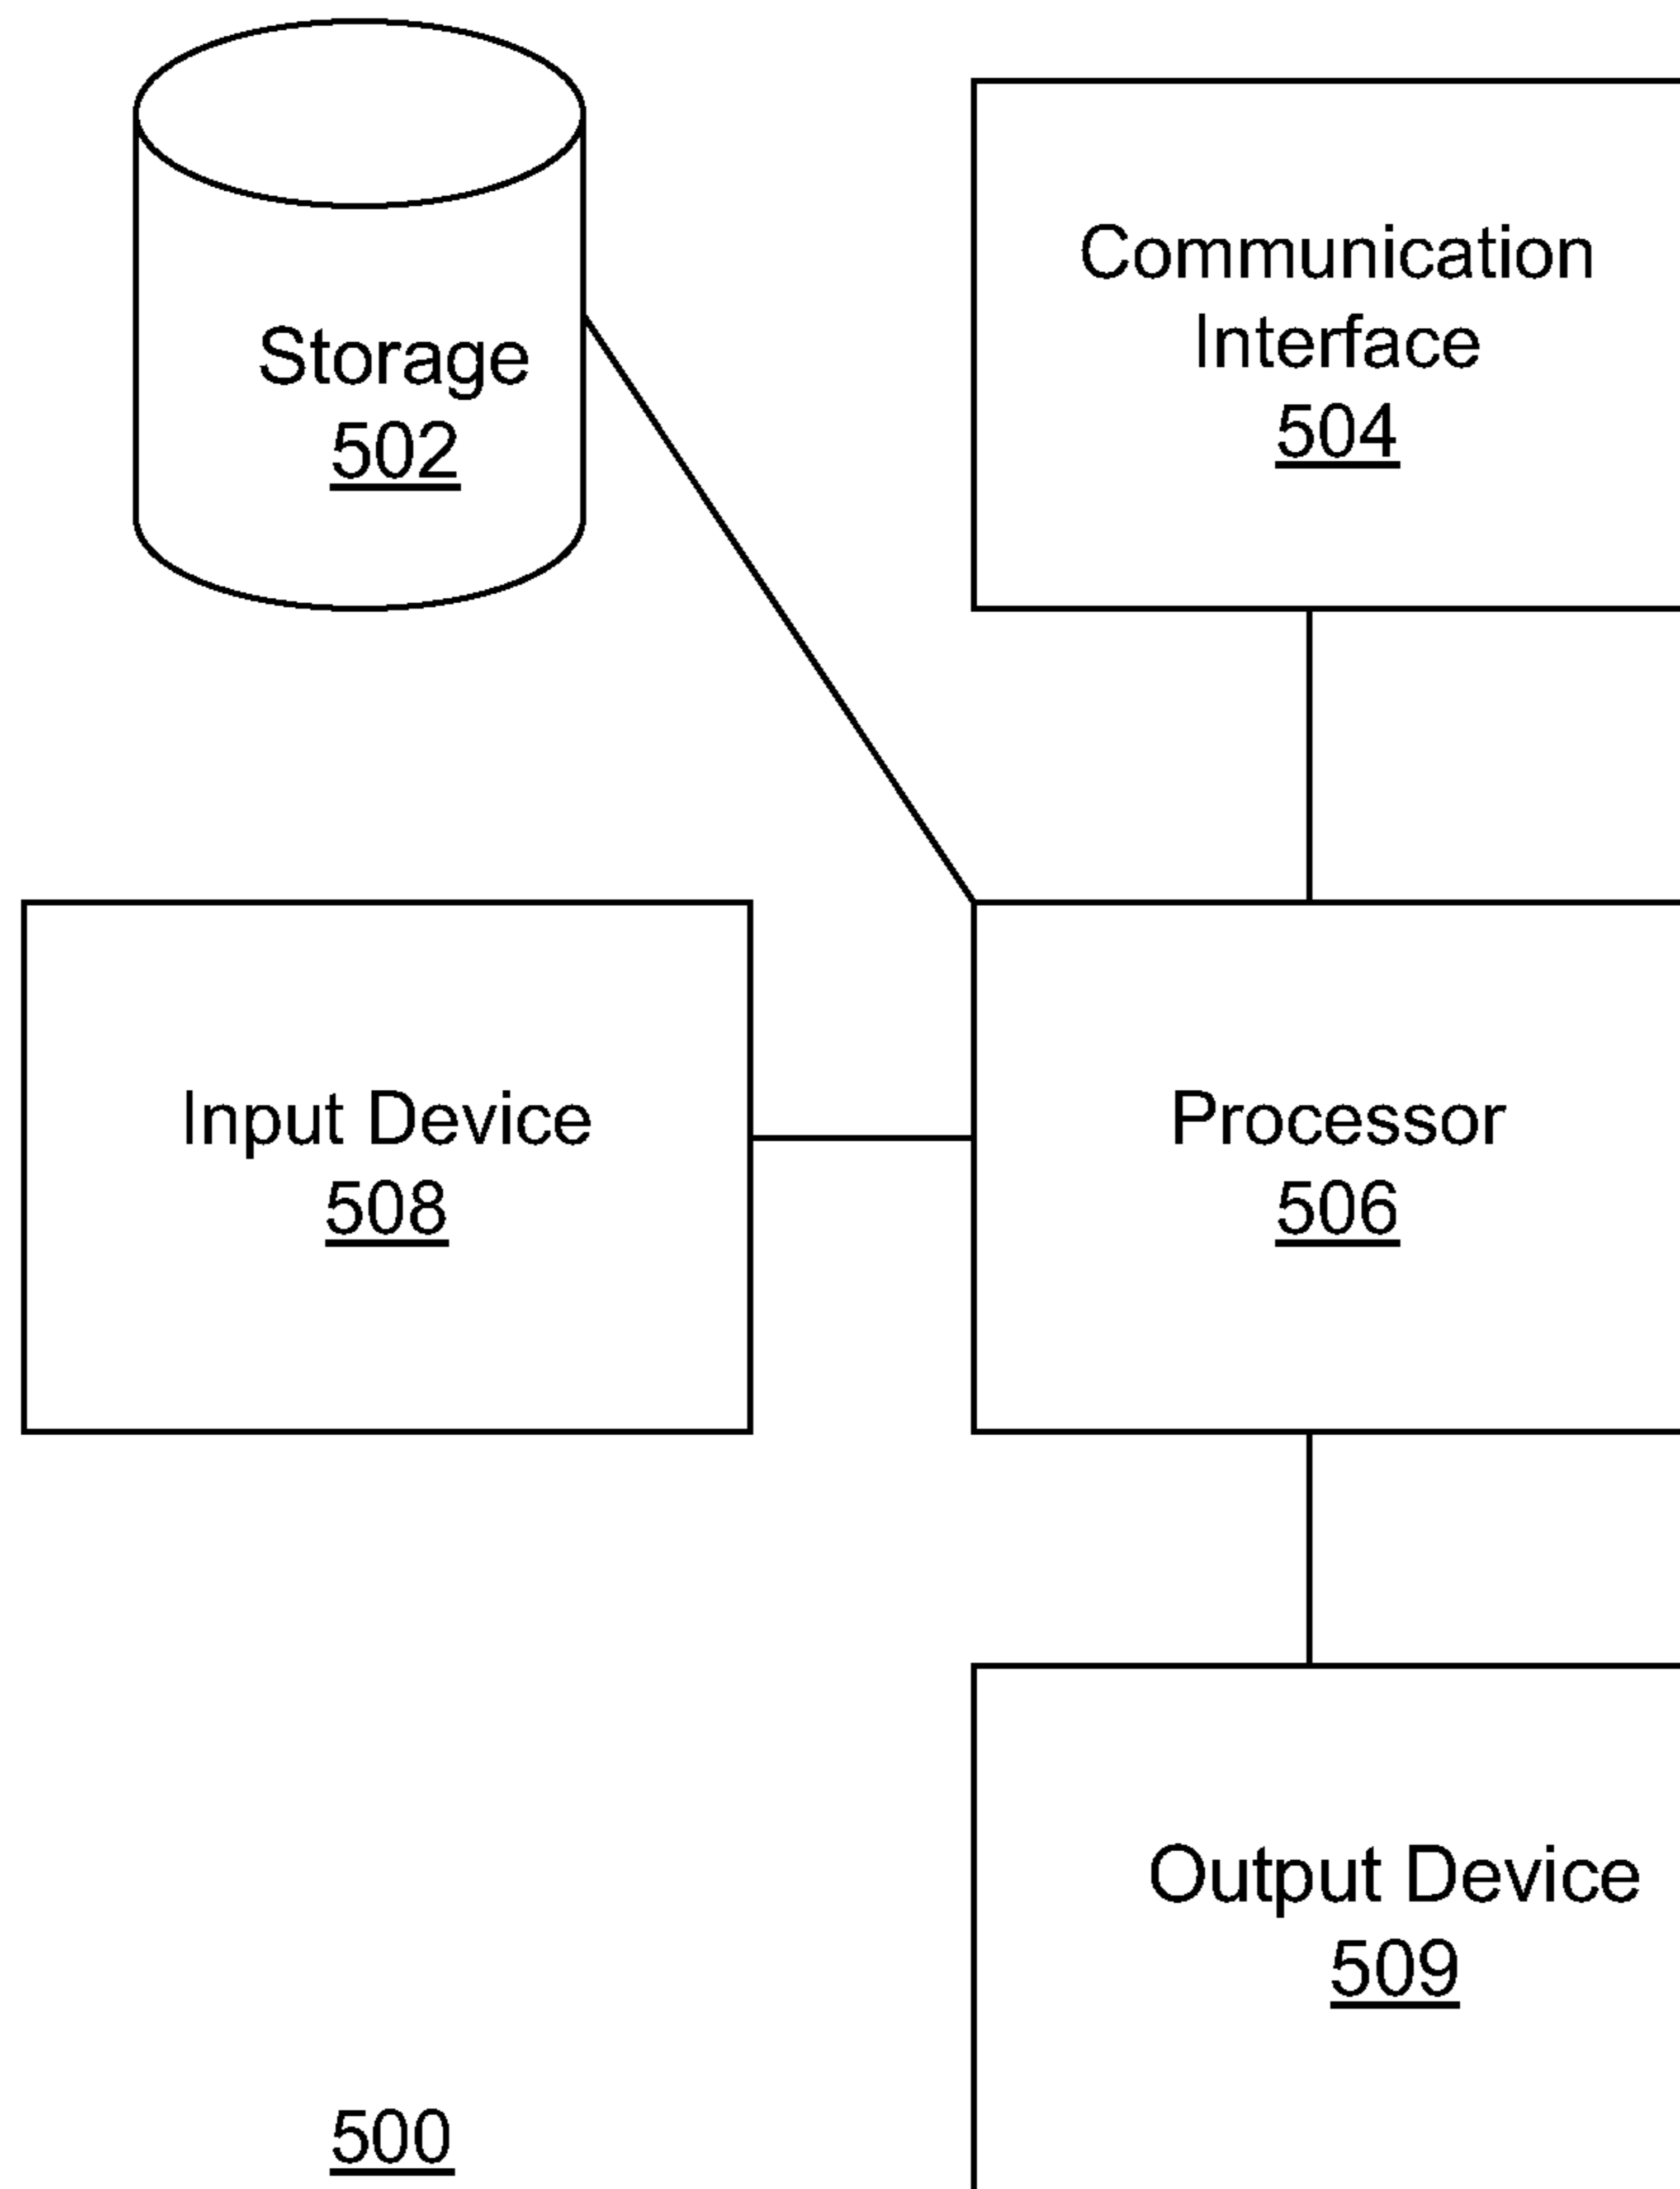 Storage
502
Communication
Interface
504
Input Device
508
Processor
506
Output Device
509
500